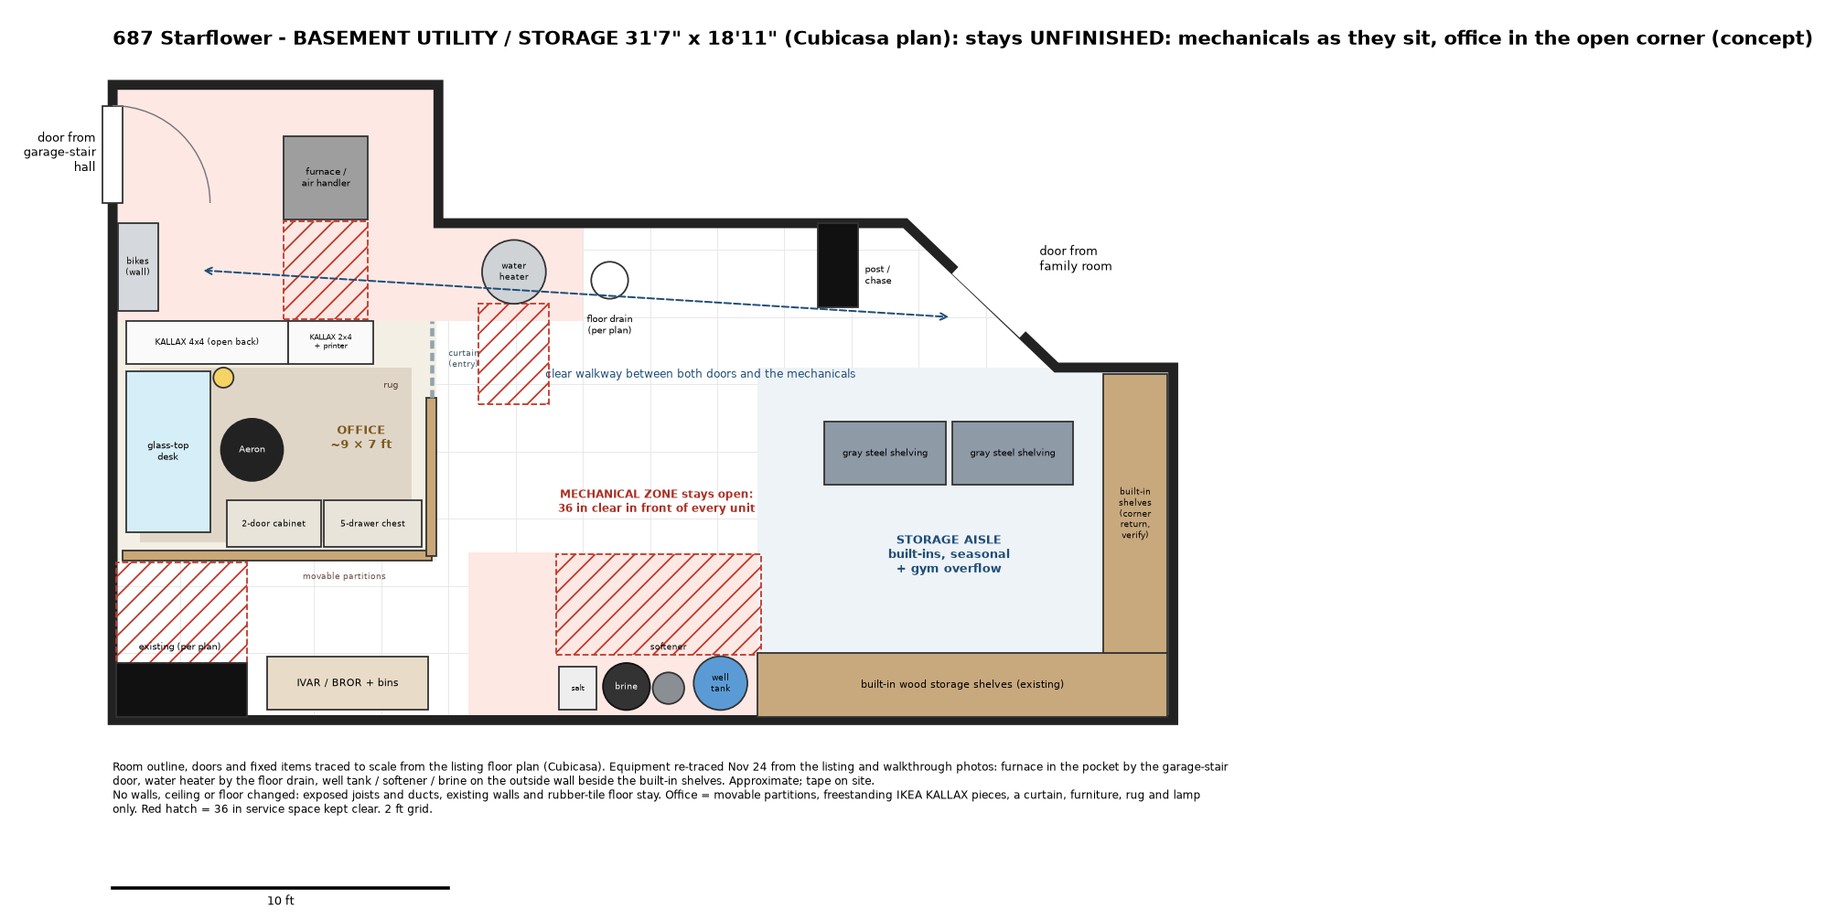 687 Starflower - BASEMENT UTILITY / STORAGE 31'7" x 18'11" (Cubicasa plan): stays UNFINISHED: mechanicals as they sit, office in the open corner (concept)
door from
garage-stair
hall
furnace /
air handler
bikes
(wall)
water
heater
floor drain
(per plan)
post /
chase
door from
family room
KALLAX 4x4 (open back)
KALLAX 2x4
+ printer
curtain
(entry)
clear walkway between both doors and the mechanicals
rug
glass-top
desk
Aeron
OFFICE
~9 × 7 ft
2-door cabinet
5-drawer chest
movable partitions
gray steel shelving
gray steel shelving
MECHANICAL ZONE stays open:
36 in clear in front of every unit
built-in
shelves
(corner
return,
verify)
STORAGE AISLE
built-ins, seasonal
+ gym overflow
existing (per plan)
IVAR / BROR + bins
softener
salt
brine
well
tank
built-in wood storage shelves (existing)
Room outline, doors and fixed items traced to scale from the listing floor plan (Cubicasa). Equipment re-traced Nov 24 from the listing and walkthrough photos: furnace in the pocket by the garage-stair
door, water heater by the floor drain, well tank / softener / brine on the outside wall beside the built-in shelves. Approximate; tape on site.
No walls, ceiling or floor changed: exposed joists and ducts, existing walls and rubber-tile floor stay. Office = movable partitions, freestanding IKEA KALLAX pieces, a curtain, furniture, rug and lamp
only. Red hatch = 36 in service space kept clear. 2 ft grid.
10 ft